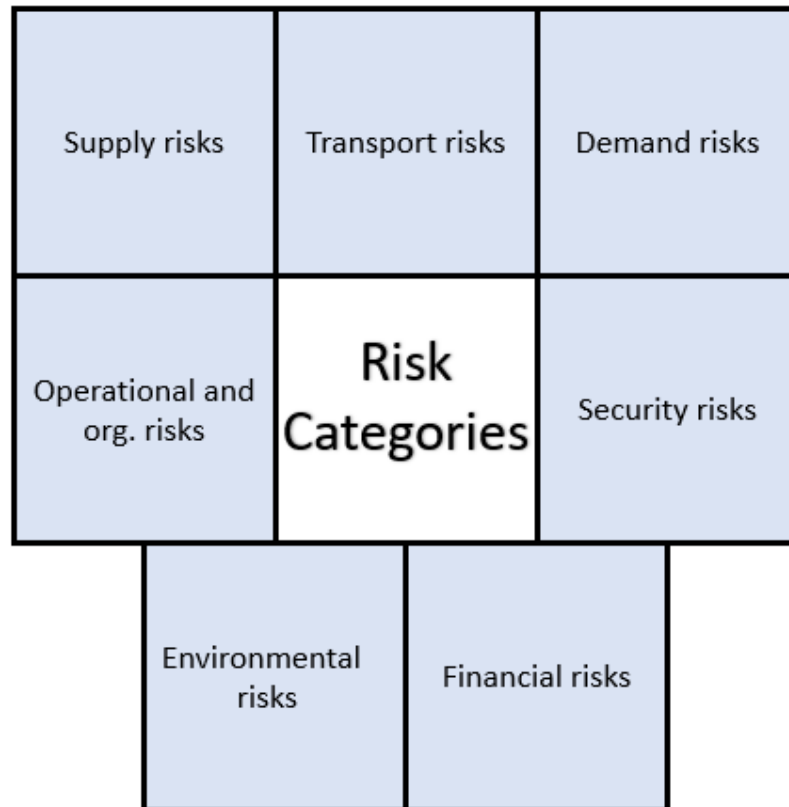 Supply risks
Transport risks
Demand risks
Operational and
org. risks
Risk
Categories
Security risks
Environmental
risks
Financial risks